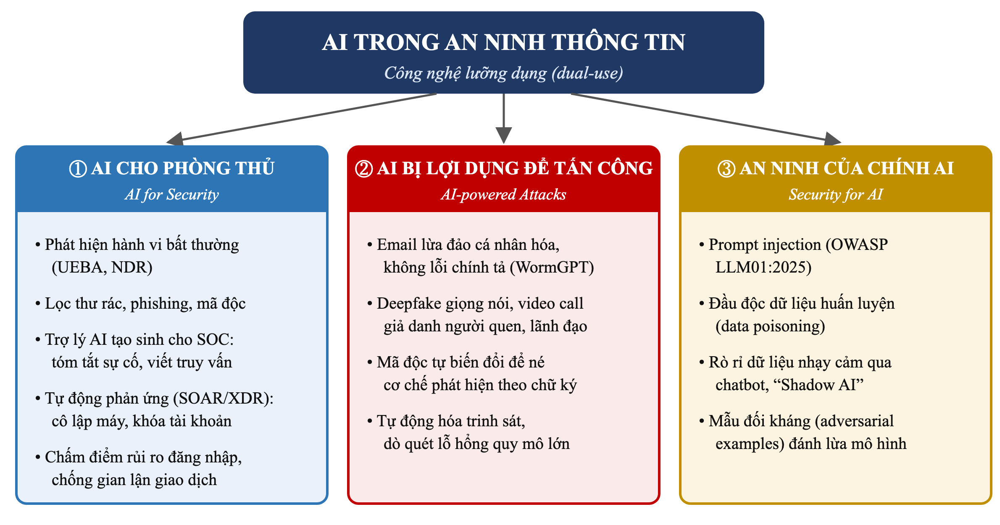 AI TRONG AN NINH THÔNG TIN
Công nghệ lưỡng dụng (dual-use)
① AI CHO PHÒNG THỦ
AI for Security
• Phát hiện hành vi bất thường
(UEBA, NDR)
• Lọc thư rác, phishing, mã độc
• Trợ lý AI tạo sinh cho SOC:
tóm tắt sự cố, viết truy vấn
• Tự động phản ứng (SOAR/XDR):
cô lập máy, khóa tài khoản
• Chấm điểm rủi ro đăng nhập,
chống gian lận giao dịch
② AI BỊ LỢI DỤNG ĐỂ TẤN CÔNG
AI-powered Attacks
• Email lừa đảo cá nhân hóa,
không lỗi chính tả (WormGPT)
• Deepfake giọng nói, video call
giả danh người quen, lãnh đạo
• Mã độc tự biến đổi để né
cơ chế phát hiện theo chữ ký
• Tự động hóa trinh sát,
dò quét lỗ hổng quy mô lớn
③ AN NINH CỦA CHÍNH AI
Security for AI
• Prompt injection (OWASP
LLM01:2025)
• Đầu độc dữ liệu huấn luyện
(data poisoning)
• Rò rỉ dữ liệu nhạy cảm qua
chatbot, “Shadow AI”
• Mẫu đối kháng (adversarial
examples) đánh lừa mô hình